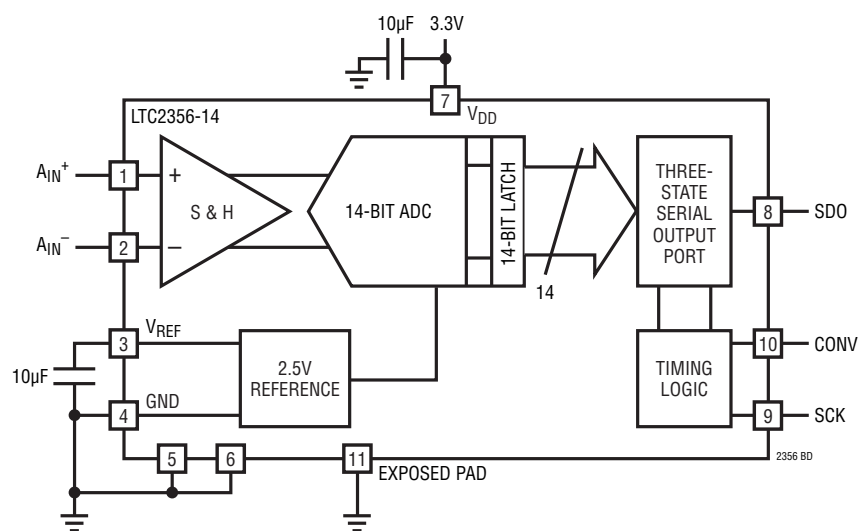 10µF 3.3V
7
LTC2356-14
VDD
AIN+
1
+
S & H
14-BIT ADC
14-BIT LATCH
THREE-
STATE
SERIAL
OUTPUT
PORT
8
SDO
AIN–
2
–
14
3
VREF
10µF
2.5V
REFERENCE
TIMING
LOGIC
10
CONV
4
GND
9
SCK
5
6
11
EXPOSED PAD
2356 BD